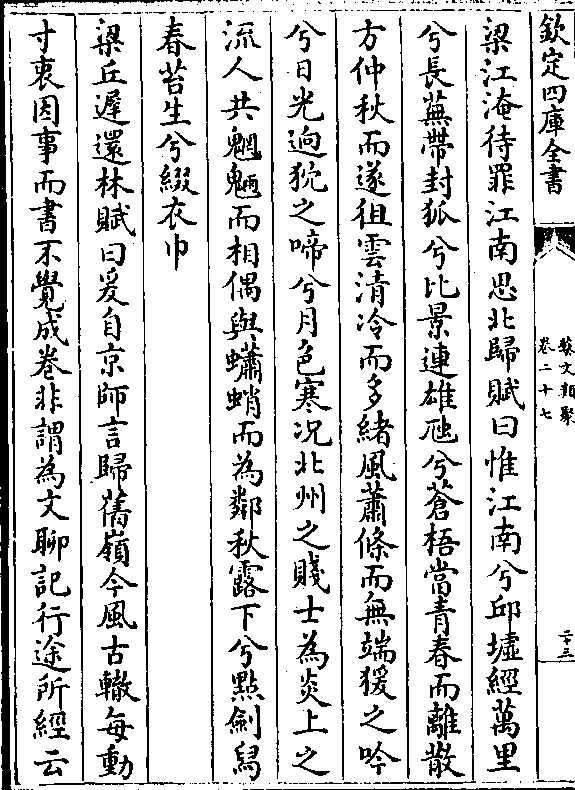 欽定四庫全書
藝文類聚
卷二十七
二十三
梁江淹待罪江南思北歸賦曰惟江南兮邱墟經萬里
兮長蕪帶封狐兮比景連雄虺兮蒼梧當青春而離散
方仲秋而遂徂雲清泠而多緒風蕭條而無端猨之吟
兮日光逈狖之啼兮月色寒況北州之賤士為炎上之
流人共魍魎而相偶與蠨蛸而為鄰秋露下兮點劍舄
春苔生兮綴衣巾
梁丘遲還林賦曰爰自京師言歸舊嶺今風古轍每動
寸衷因事而書不覺成卷非謂為文聊記行途所經云